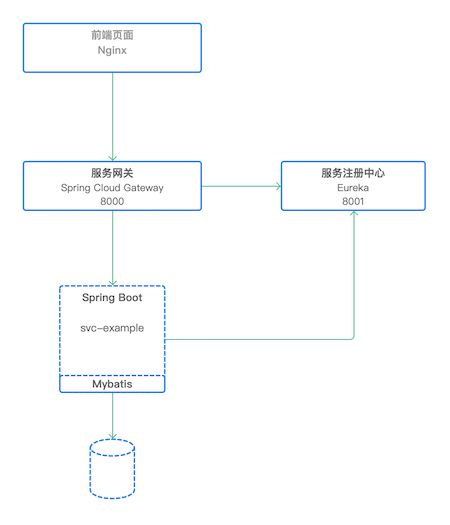 前端页面
Nginx
服务网关
Spring Cloud Gateway
8000
服务注册中心
Eureka
8001
Spring Boot
svc-example
Mybatis